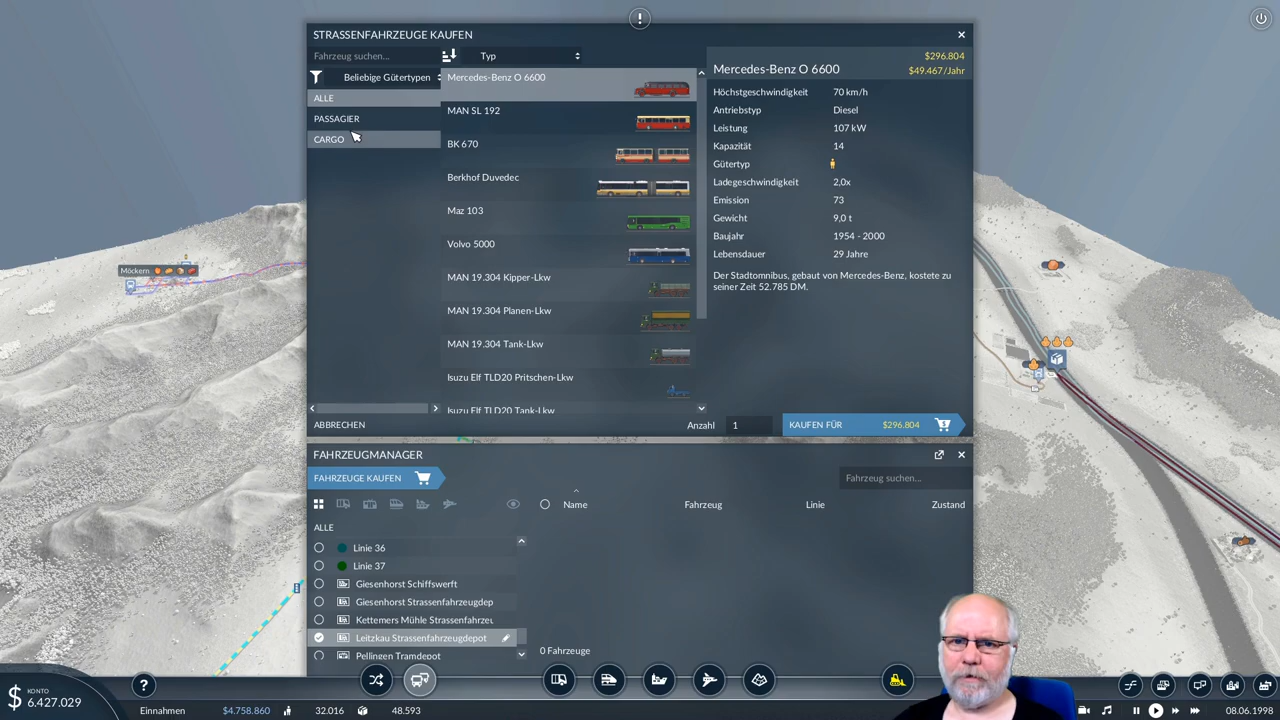 STRASSENFAHRZEUGE KAUFEN
Fahrzeug suchen...
Typ
Beliebige Gütertypen
ALLE
PASSAGIER
CARGO
Mercedes-Benz O 6600
MAN SL 192
BK 670
Berkhof Duvedec
Maz 103
Volvo 5000
MAN 19.304 Kipper-Lkw
MAN 19.304 Planen-Lkw
MAN 19.304 Tank-Lkw
Isuzu Elf TLD20 Pritschen-Lkw
Isuzu Elf TLD20 Tank-Lkw
$296.804
Mercedes-Benz O 6600 $49.467/Jahr
Höchstgeschwindigkeit 70 km/h
Antriebstyp Diesel
Leistung 107 kW
Kapazität 14
Gütertyp
Ladegeschwindigkeit 2,0x
Emission 73
Gewicht 9,0 t
Baujahr 1954 - 2000
Lebensdauer 29 Jahre
Der Stadtomnibus, gebaut von Mercedes-Benz, kostete zu
seiner Zeit 52.785 DM.
Möckern
ABBRECHEN Anzahl 1 KAUFEN FÜR $296.804
FAHRZEUGMANAGER
FAHRZEUGE KAUFEN Fahrzeug suchen...
Name Fahrzeug Linie Zustand
ALLE
Linie 36
Linie 37
Giesenhorst Schiffswerft
Giesenhorst Strassenfahrzeugdep
Kettemers Mühle Strassenfahrzeu
Leitzkau Strassenfahrzeugdepot
Pellingen Tramdepot
0 Fahrzeuge
KONTO
$ 6.427.029
Einnahmen $4.758.860 32.016 48.593 08.06.1998